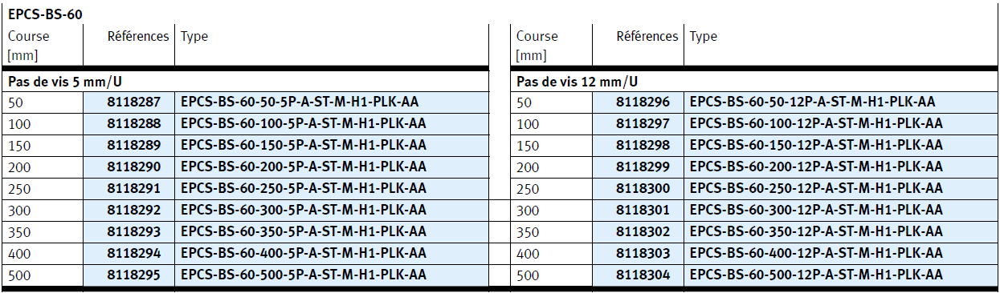 EPCS-BS-60
Course Références Type Course Références Type
[mm] [mm]
Pas de vis 5 mm/U Pas de vis 12 mm/U
50 8118287 EPCS-BS-60-50-5P-A-ST-M-H1-PLK-AA 50 8118296 EPCS-BS-60-50-12P-A-ST-M-H1-PLK-AA
100 8118288 EPCS-BS-60-100-5P-A-ST-M-H1-PLK-AA 100 8118297 EPCS-BS-60-100-12P-A-ST-M-H1-PLK-AA
150 8118289 EPCS-BS-60-150-5P-A-ST-M-H1-PLK-AA 150 8118298 EPCS-BS-60-150-12P-A-ST-M-H1-PLK-AA
200 8118290 EPCS-BS-60-200-5P-A-ST-M-H1-PLK-AA 200 8118299 EPCS-BS-60-200-12P-A-ST-M-H1-PLK-AA
250 8118291 EPCS-BS-60-250-5P-A-ST-M-H1-PLK-AA 250 8118300 EPCS-BS-60-250-12P-A-ST-M-H1-PLK-AA
300 8118292 EPCS-BS-60-300-5P-A-ST-M-H1-PLK-AA 300 8118301 EPCS-BS-60-300-12P-A-ST-M-H1-PLK-AA
350 8118293 EPCS-BS-60-350-5P-A-ST-M-H1-PLK-AA 350 8118302 EPCS-BS-60-350-12P-A-ST-M-H1-PLK-AA
400 8118294 EPCS-BS-60-400-5P-A-ST-M-H1-PLK-AA 400 8118303 EPCS-BS-60-400-12P-A-ST-M-H1-PLK-AA
500 8118295 EPCS-BS-60-500-5P-A-ST-M-H1-PLK-AA 500 8118304 EPCS-BS-60-500-12P-A-ST-M-H1-PLK-AA